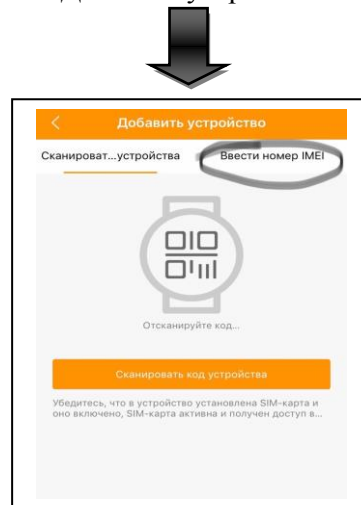 Добавить устройство
Сканироват...устройства
Ввести номер IMEI
Отсканируйте код...
Сканировать код устройства
Убедитесь, что в устройство установлена SIM-карта и
оно включено, SIM-карта активна и получен доступ в...